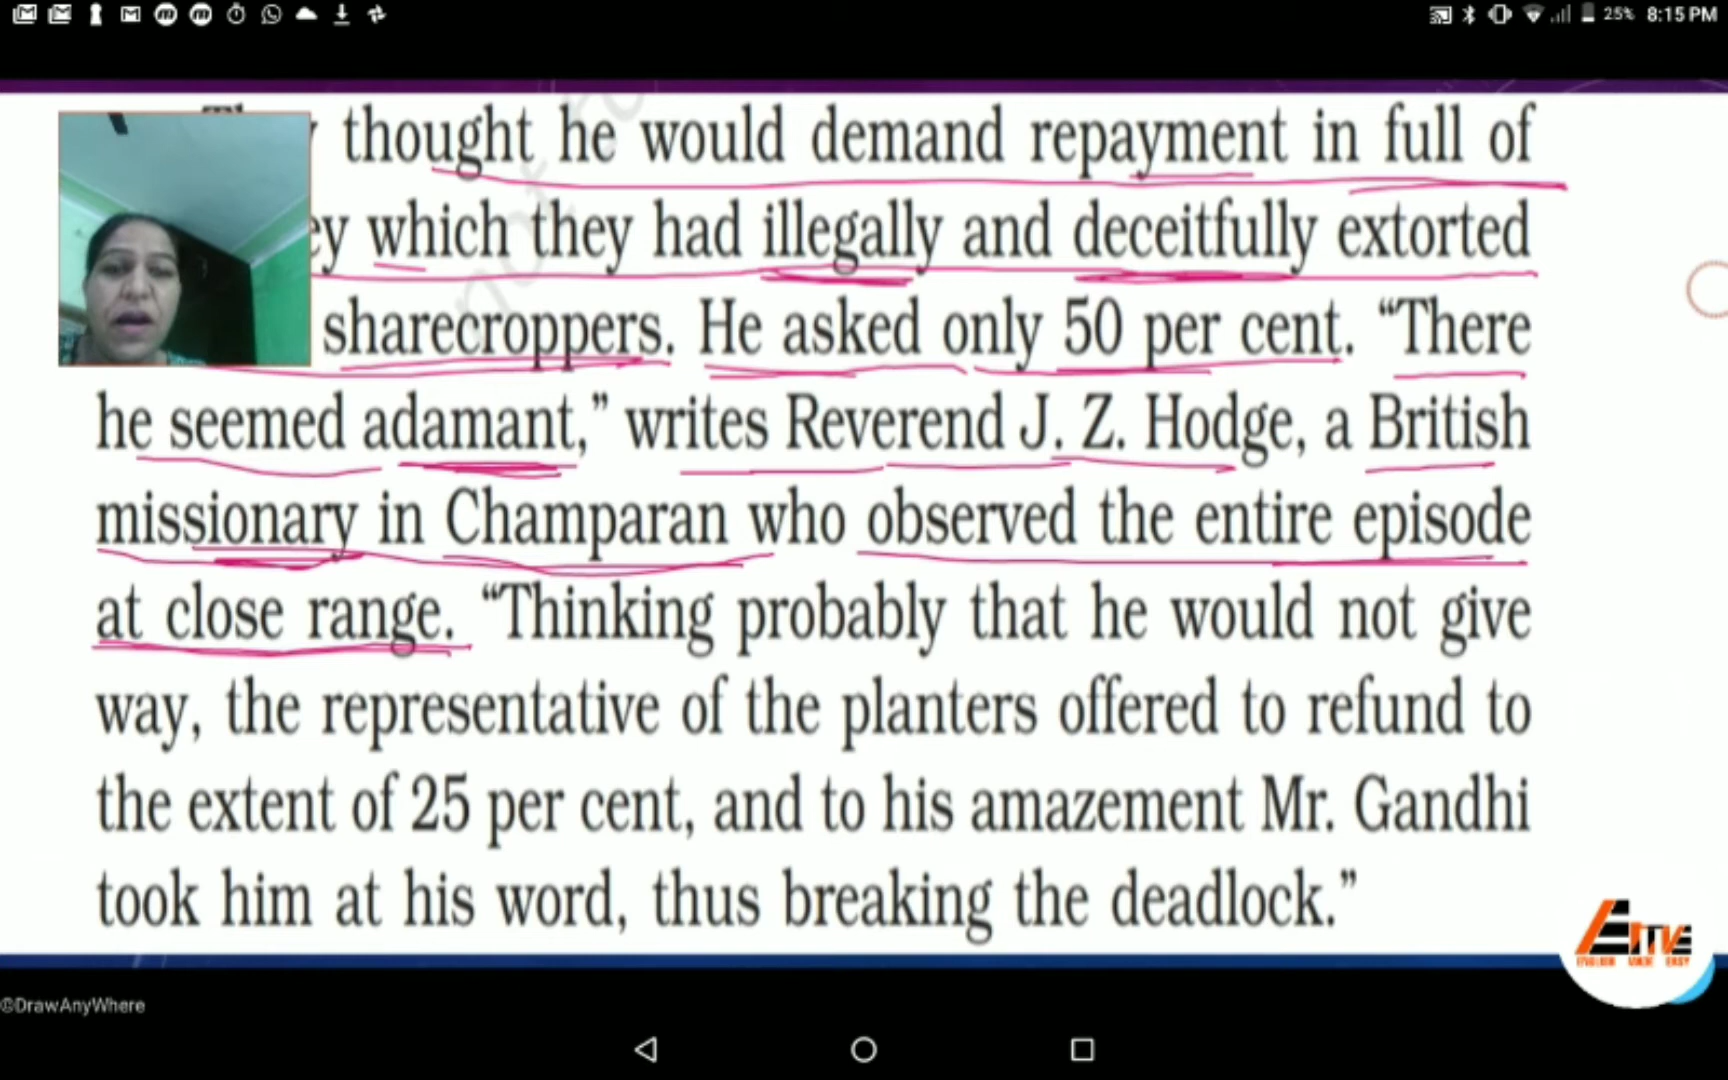 25% 8:15 PM
thought he would demand repayment in full of
which they had illegally and deceitfully extorted
sharecroppers. He asked only 50 per cent. “There
he seemed adamant,” writes Reverend J. Z. Hodge, a British
missionary in Champaran who observed the entire episode
at close range. “Thinking probably that he would not give
way, the representative of the planters offered to refund to
the extent of 25 per cent, and to his amazement Mr. Gandhi
took him at his word, thus breaking the deadlock.”
ENGLISH MADE EASY
©DrawAnyWhere